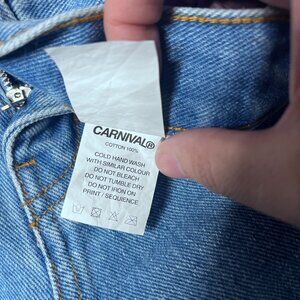 CARNIVAL®
COTTON 100%
COLD HAND WASH
WITH SIMILAR COLOUR
DO NOT BLEACH
DO NOT TUMBLE DRY
DO NOT IRON ON
PRINT / SEQUIENCE